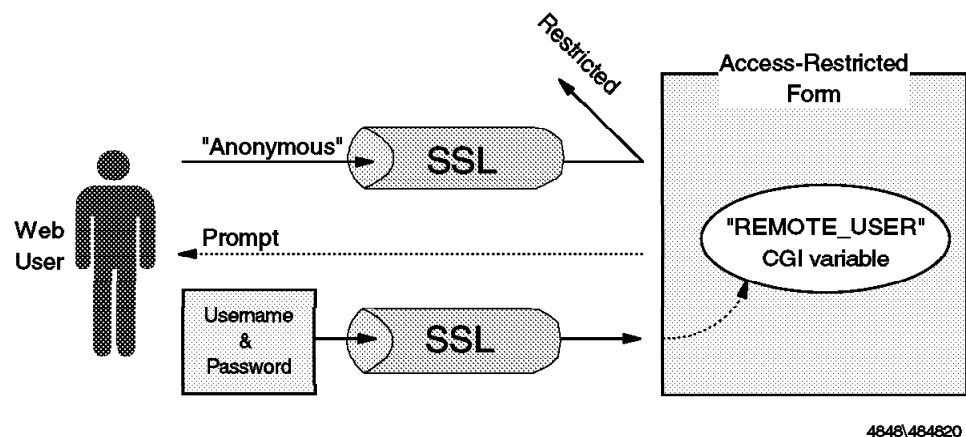 Restricted
Access-Restricted
Form
"Anonymous"
SSL
Web
User
Prompt
"REMOTE_USER"
CGI variable
Username
&
Password
SSL
4848\484820